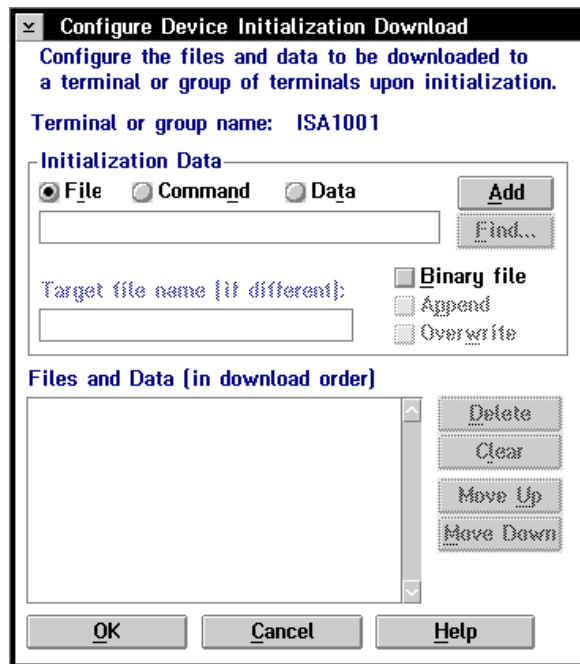 Configure Device Initialization Download
Configure the files and data to be downloaded to
a terminal or group of terminals upon initialization.
Terminal or group name: ISA1001
Initialization Data
File Command Data Add
Find...
Binary file
Target file name (if different):
Append
Overwrite
Files and Data (in download order)
Delete
Clear
Move Up
Move Down
OK Cancel Help